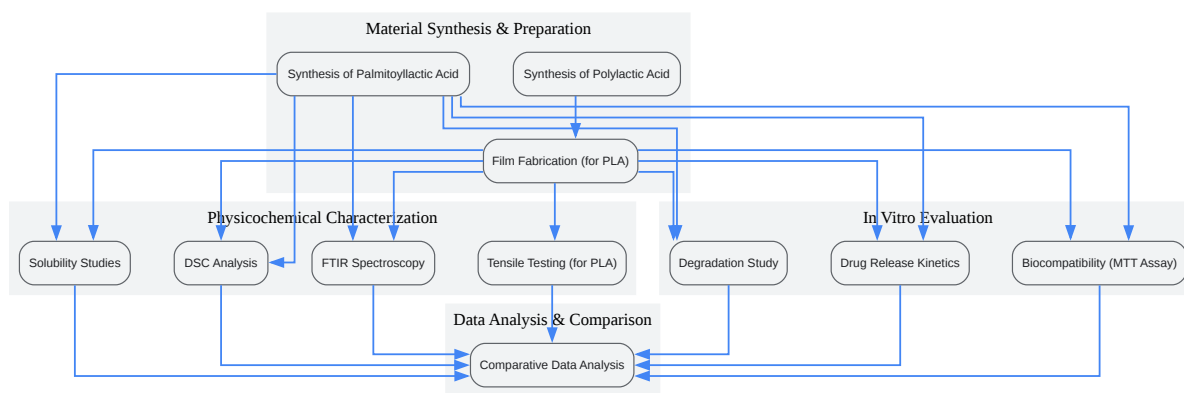 Material Synthesis & Preparation
Synthesis of Palmitoyllactic Acid
Synthesis of Polylactic Acid
Film Fabrication (for PLA)
Physicochemical Characterization
In Vitro Evaluation
Solubility Studies
DSC Analysis
FTIR Spectroscopy
Tensile Testing (for PLA)
Degradation Study
Drug Release Kinetics
Biocompatibility (MTT Assay)
Data Analysis & Comparison
Comparative Data Analysis